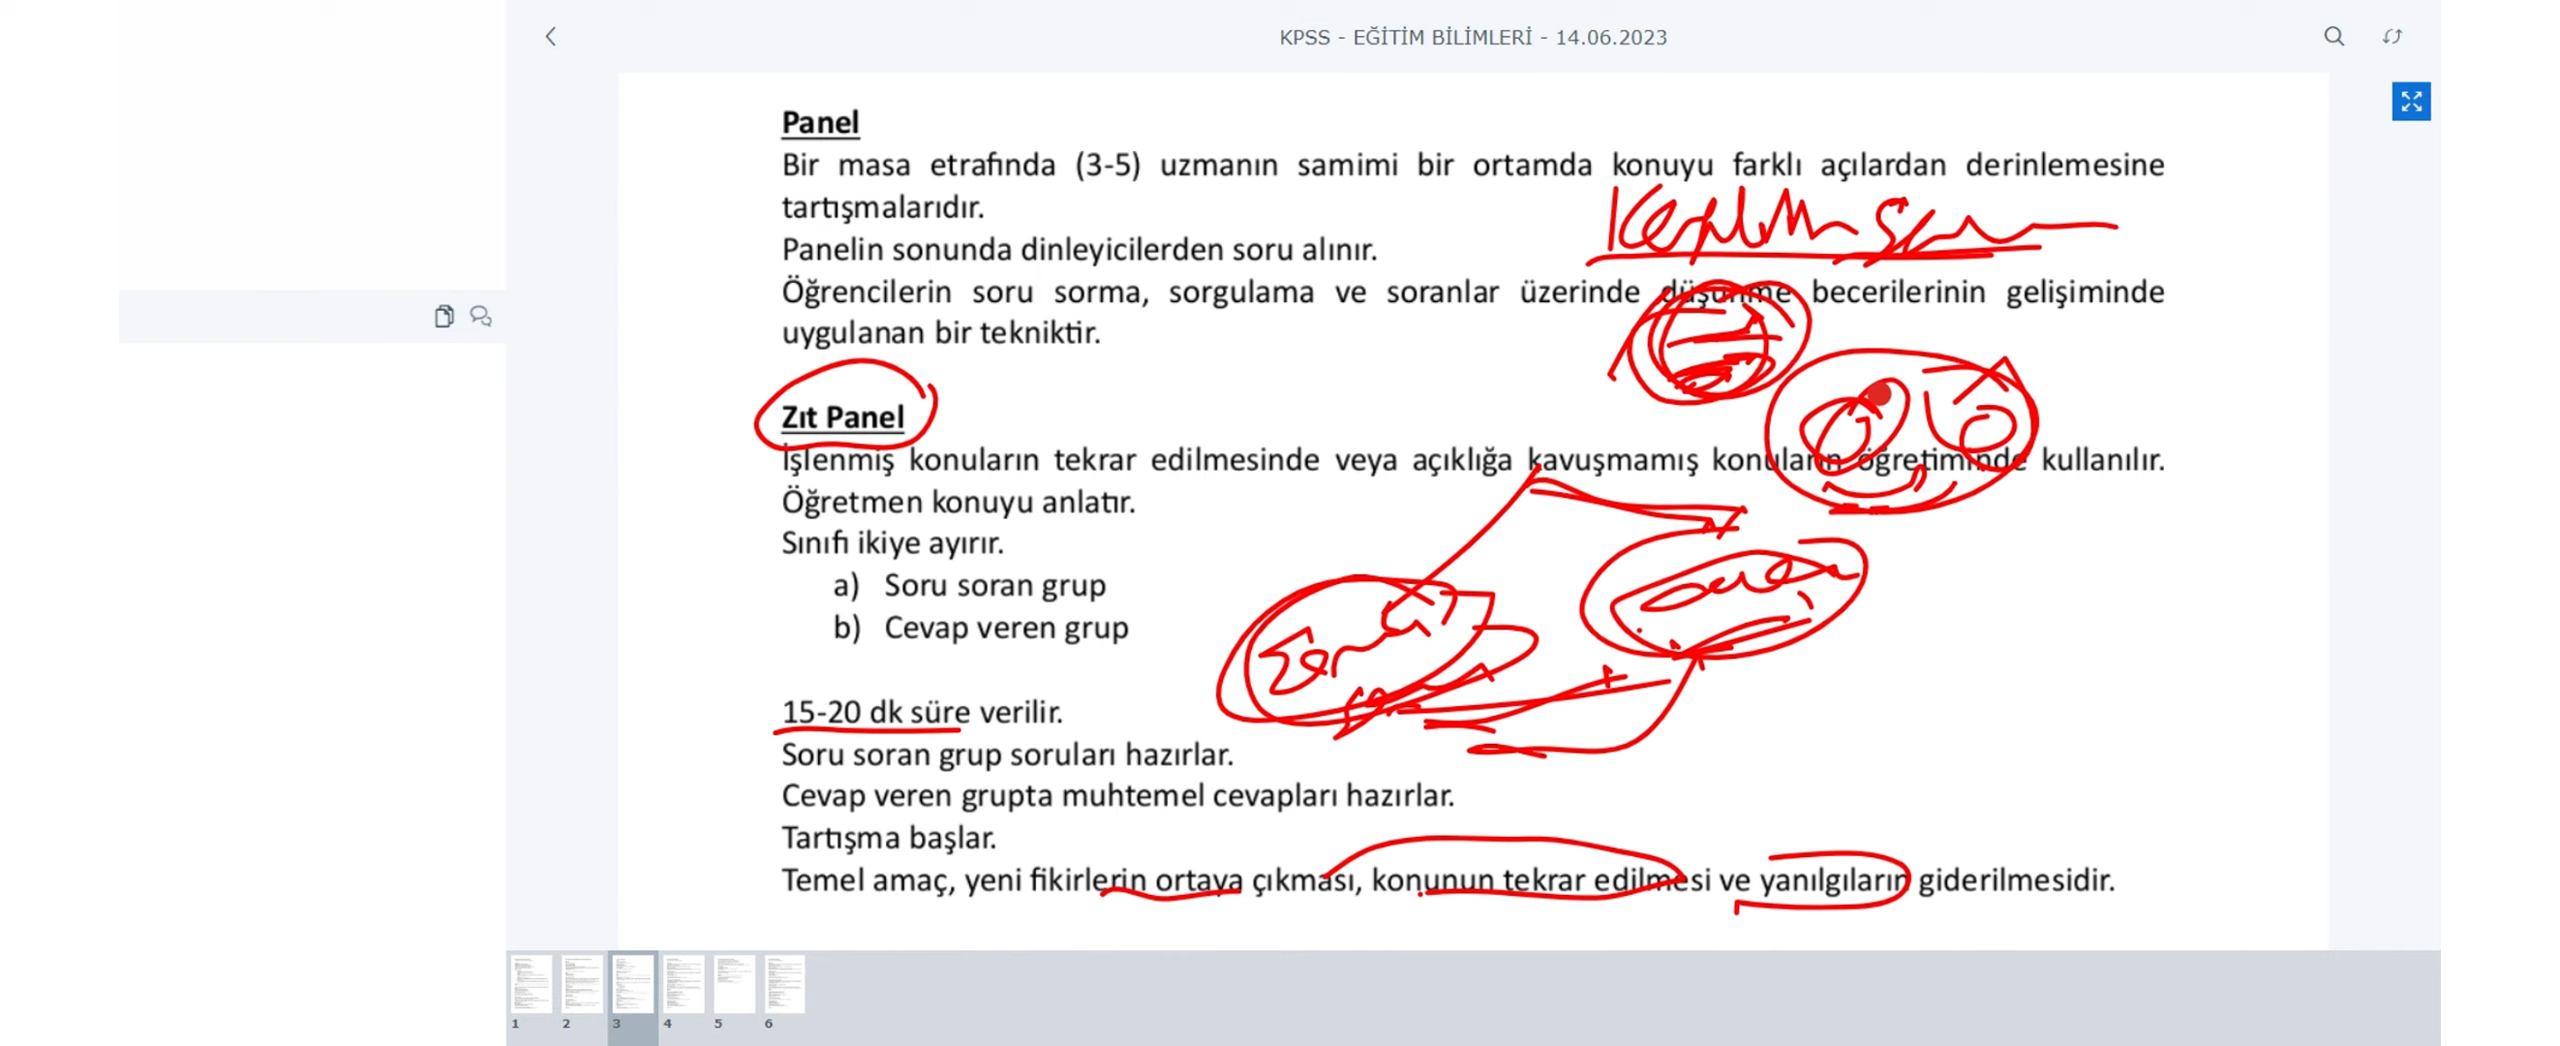 KPSS - EĞİTİM BİLİMLERİ - 14.06.2023
Panel
Bir masa etrafında (3-5) uzmanın samimi bir ortamda konuyu farklı açılardan derinlemesine
tartışmalarıdır.
Panelin sonunda dinleyicilerden soru alınır.
Öğrencilerin soru sorma, sorgulama ve soranlar üzerinde düşünme becerilerinin gelişiminde
uygulanan bir tekniktir.
Zıt Panel
İşlenmiş konuların tekrar edilmesinde veya açıklığa kavuşmamış konuların öğretiminde kullanılır.
Öğretmen konuyu anlatır.
Sınıfı ikiye ayırır.
a) Soru soran grup
b) Cevap veren grup
15-20 dk süre verilir.
Soru soran grup soruları hazırlar.
Cevap veren grupta muhtemel cevapları hazırlar.
Tartışma başlar.
Temel amaç, yeni fikirlerin ortaya çıkması, konunun tekrar edilmesi ve yanılgıların giderilmesidir.
1 2 3 4 5 6